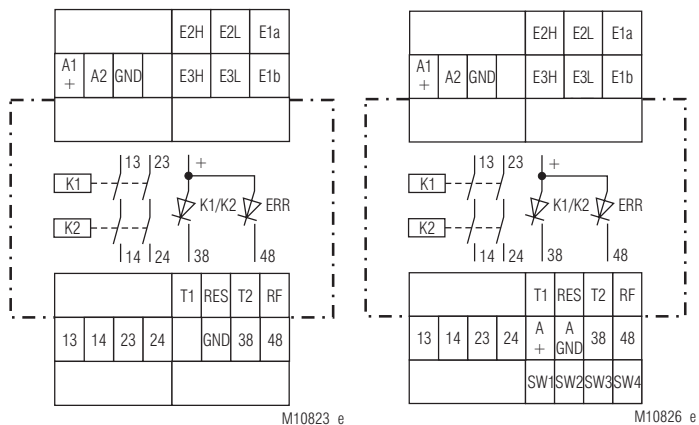 E2H E2L E1a
A1 + A2 GND E3H E3L E1b
13 23 +
K1
K1/K2 ERR
K2
14 24 38 48
T1 RES T2 RF
13 14 23 24 GND 38 48
M10823_e
E2H E2L E1a
A1 + A2 GND E3H E3L E1b
13 23 +
K1
K1/K2 ERR
K2
14 24 38 48
T1 RES T2 RF
13 14 23 24 A + A GND 38 48
SW1 SW2 SW3 SW4
M10826_e